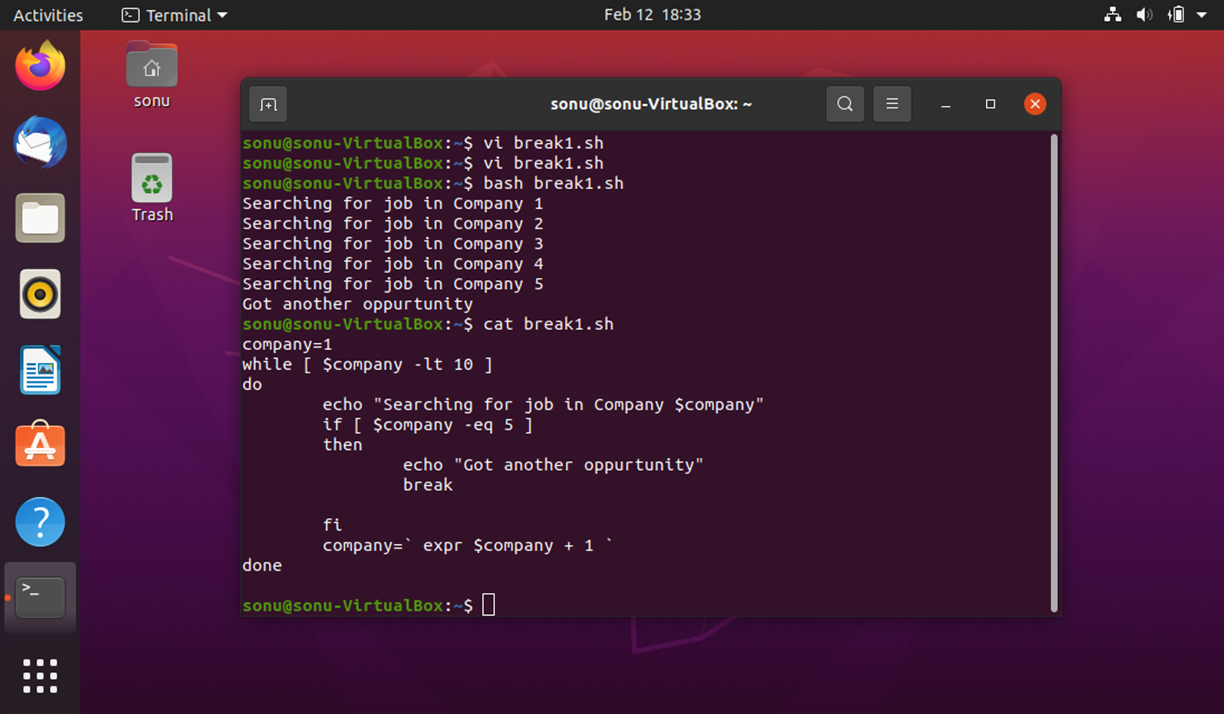 Activities Terminal Feb 12 18:33
sonu
Trash
sonu@sonu-VirtualBox: ~
sonu@sonu-VirtualBox:~$ vi break1.sh
sonu@sonu-VirtualBox:~$ vi break1.sh
sonu@sonu-VirtualBox:~$ bash break1.sh
Searching for job in Company 1
Searching for job in Company 2
Searching for job in Company 3
Searching for job in Company 4
Searching for job in Company 5
Got another oppurtunity
sonu@sonu-VirtualBox:~$ cat break1.sh
company=1
while [ $company -lt 10 ]
do
        echo "Searching for job in Company $company"
        if [ $company -eq 5 ]
        then
                echo "Got another oppurtunity"
                break
        fi
        company=` expr $company + 1 `
done
sonu@sonu-VirtualBox:~$